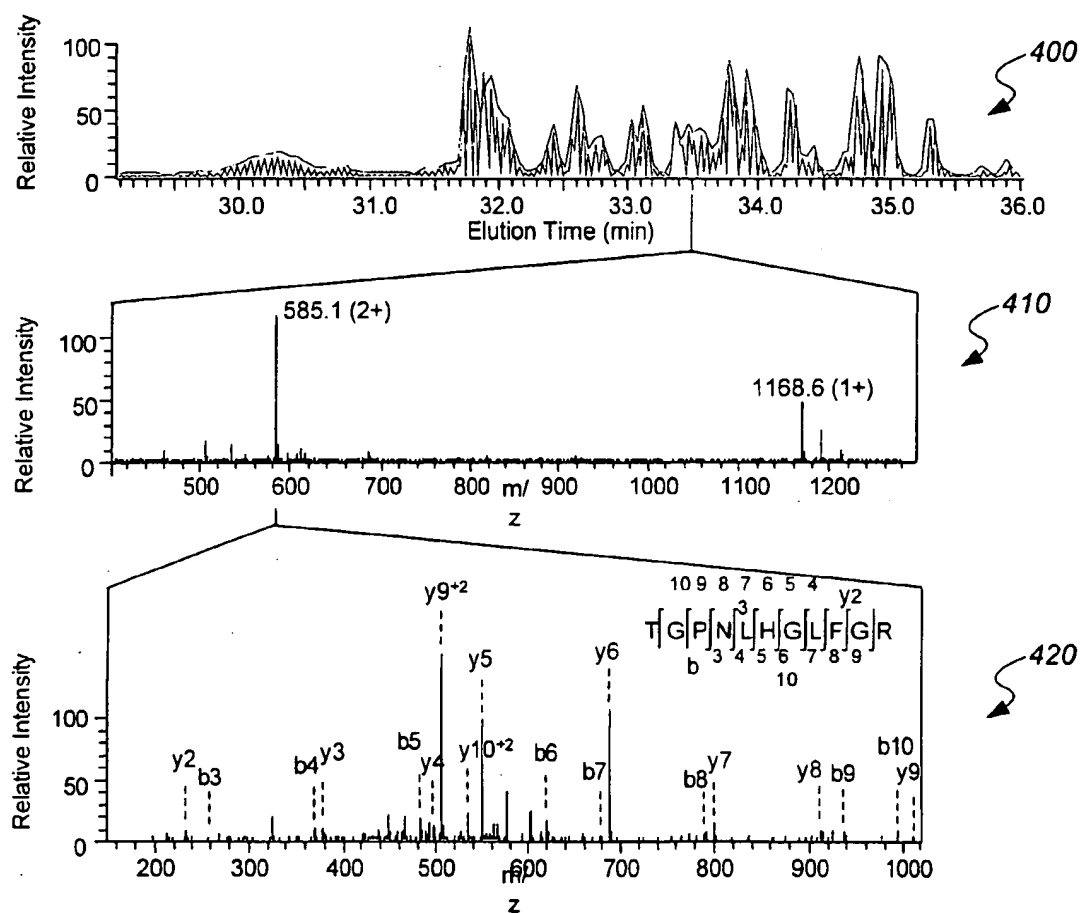 Relative Intensity
100
50
0
30.0 31.0 32.0 33.0 34.0 35.0 36.0
Elution Time (min)
400
585.1 (2+)
1168.6 (1+)
Relative Intensity
100
50
0
500 600 700 800 900 1000 1100 1200
m/
z
410
10 9 8 7 6 5 4
3
y2
TGPNLHGLFGR
b
3 4 5 6 7 8 9
10
y9+2
y5
y6
y2
b3
b4
y3
b5
y4
y10+2
b6
b7
b8
y7
y8
b9
b10
y9
Relative Intensity
100
50
0
200 300 400 500 600 700 800 900 1000
m/
z
420